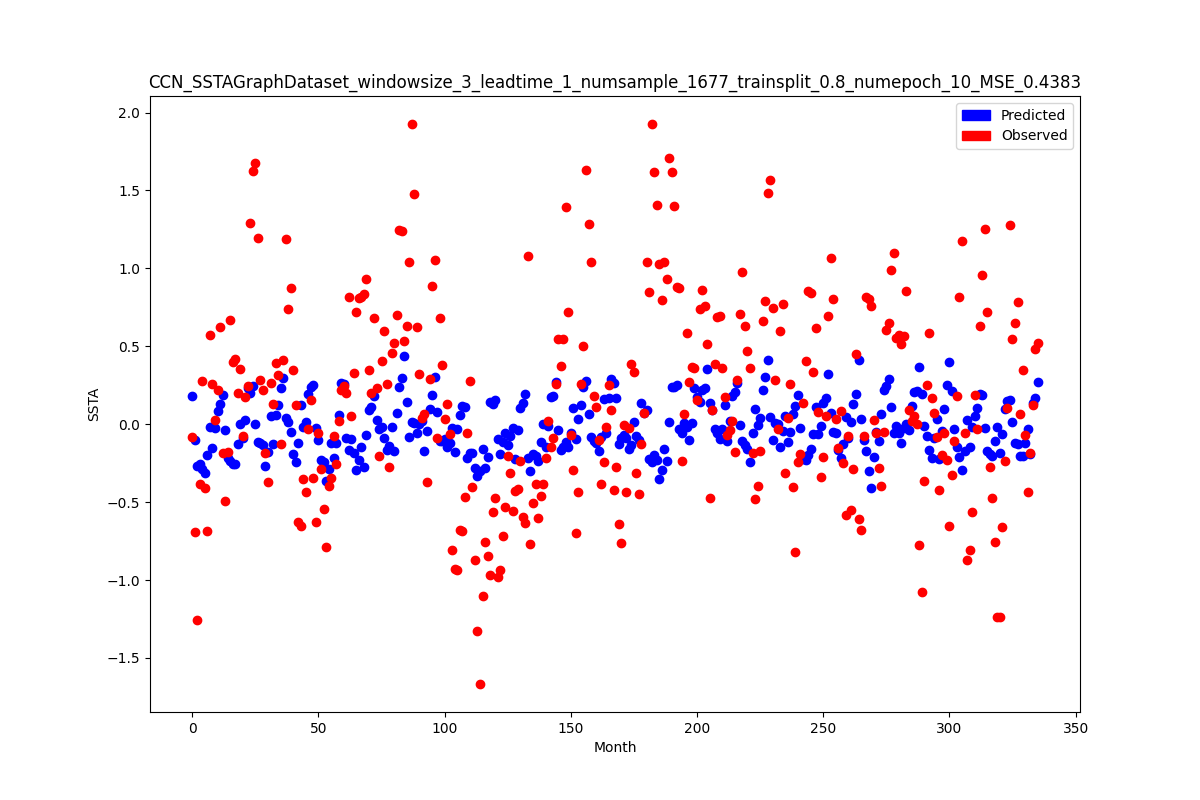 CCN_SSTAGraphDataset_windowsize_3_leadtime_1_numsample_1677_trainsplit_0.8_numepoch_10_MSE_0.4383
Predicted
Observed
2.0
1.5
1.0
0.5
0.0
−0.5
−1.0
−1.5
SSTA
0 50 100 150 200 250 300 350
Month